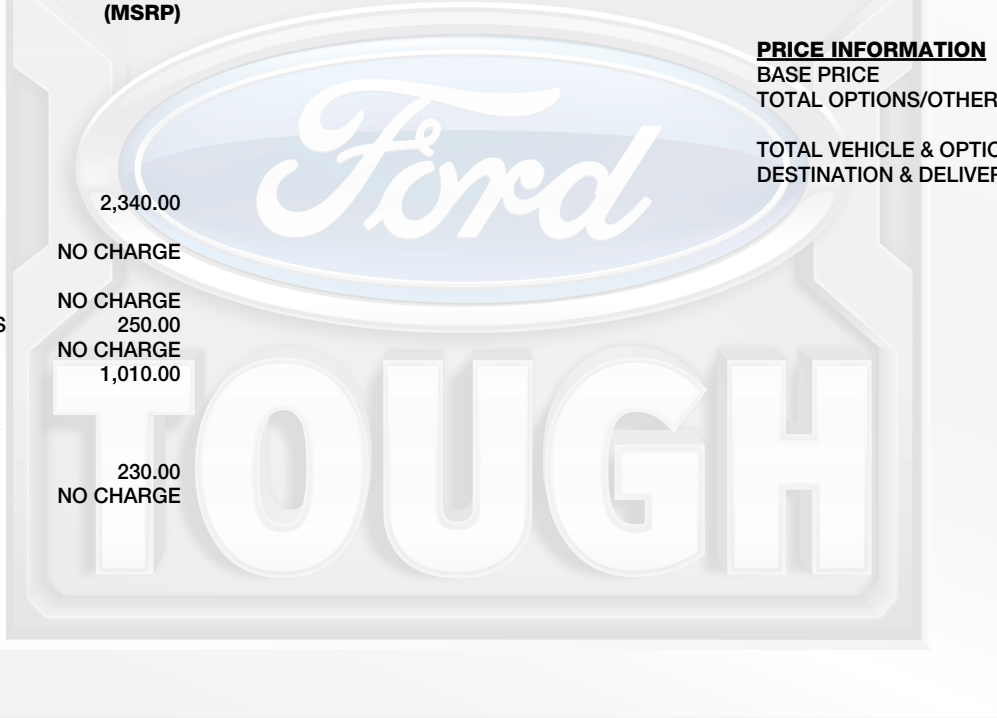 (MSRP)
2,340.00
NO CHARGE
NO CHARGE
S 250.00
NO CHARGE
1,010.00
230.00
NO CHARGE
PRICE INFORMATION
BASE PRICE
TOTAL OPTIONS/OTHER
TOTAL VEHICLE & OPTIO
DESTINATION & DELIVER
Ford
TOUGH